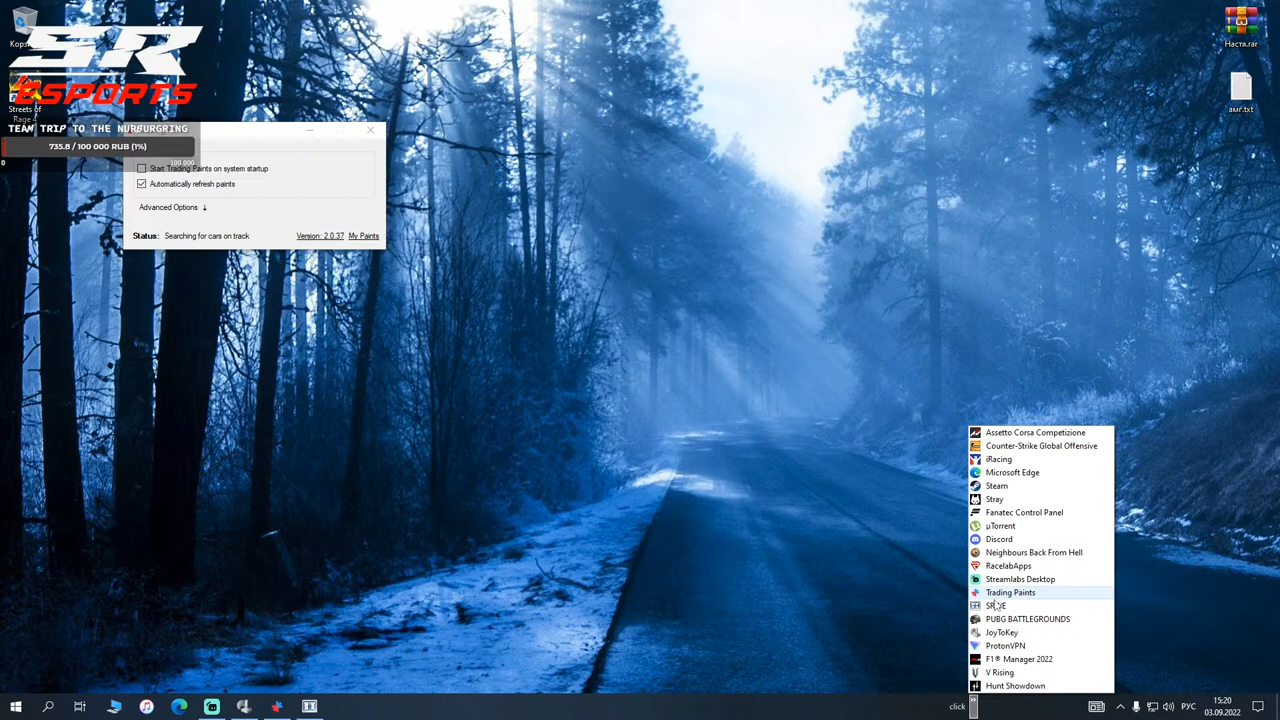 Настя.rar
амг.txt
SR
ESPORTS
Streets of
Rage 4
TEAM TRIP TO THE NURBURGRING
735.8 / 100 000 RUB (1%)
0
100 000
Start Trading Paints on system startup
Automatically refresh paints
Advanced Options ↓
Status: Searching for cars on track
Version: 2.0.37 My Paints
Assetto Corsa Competizione
Counter-Strike Global Offensive
iRacing
Microsoft Edge
Steam
Stray
Fanatec Control Panel
µTorrent
Discord
Neighbours Back From Hell
RacelabApps
Streamlabs Desktop
Trading Paints
PUBG BATTLEGROUNDS
JoyToKey
ProtonVPN
F1® Manager 2022
V Rising
Hunt Showdown
click
»
РУС
15:20
03.09.2022